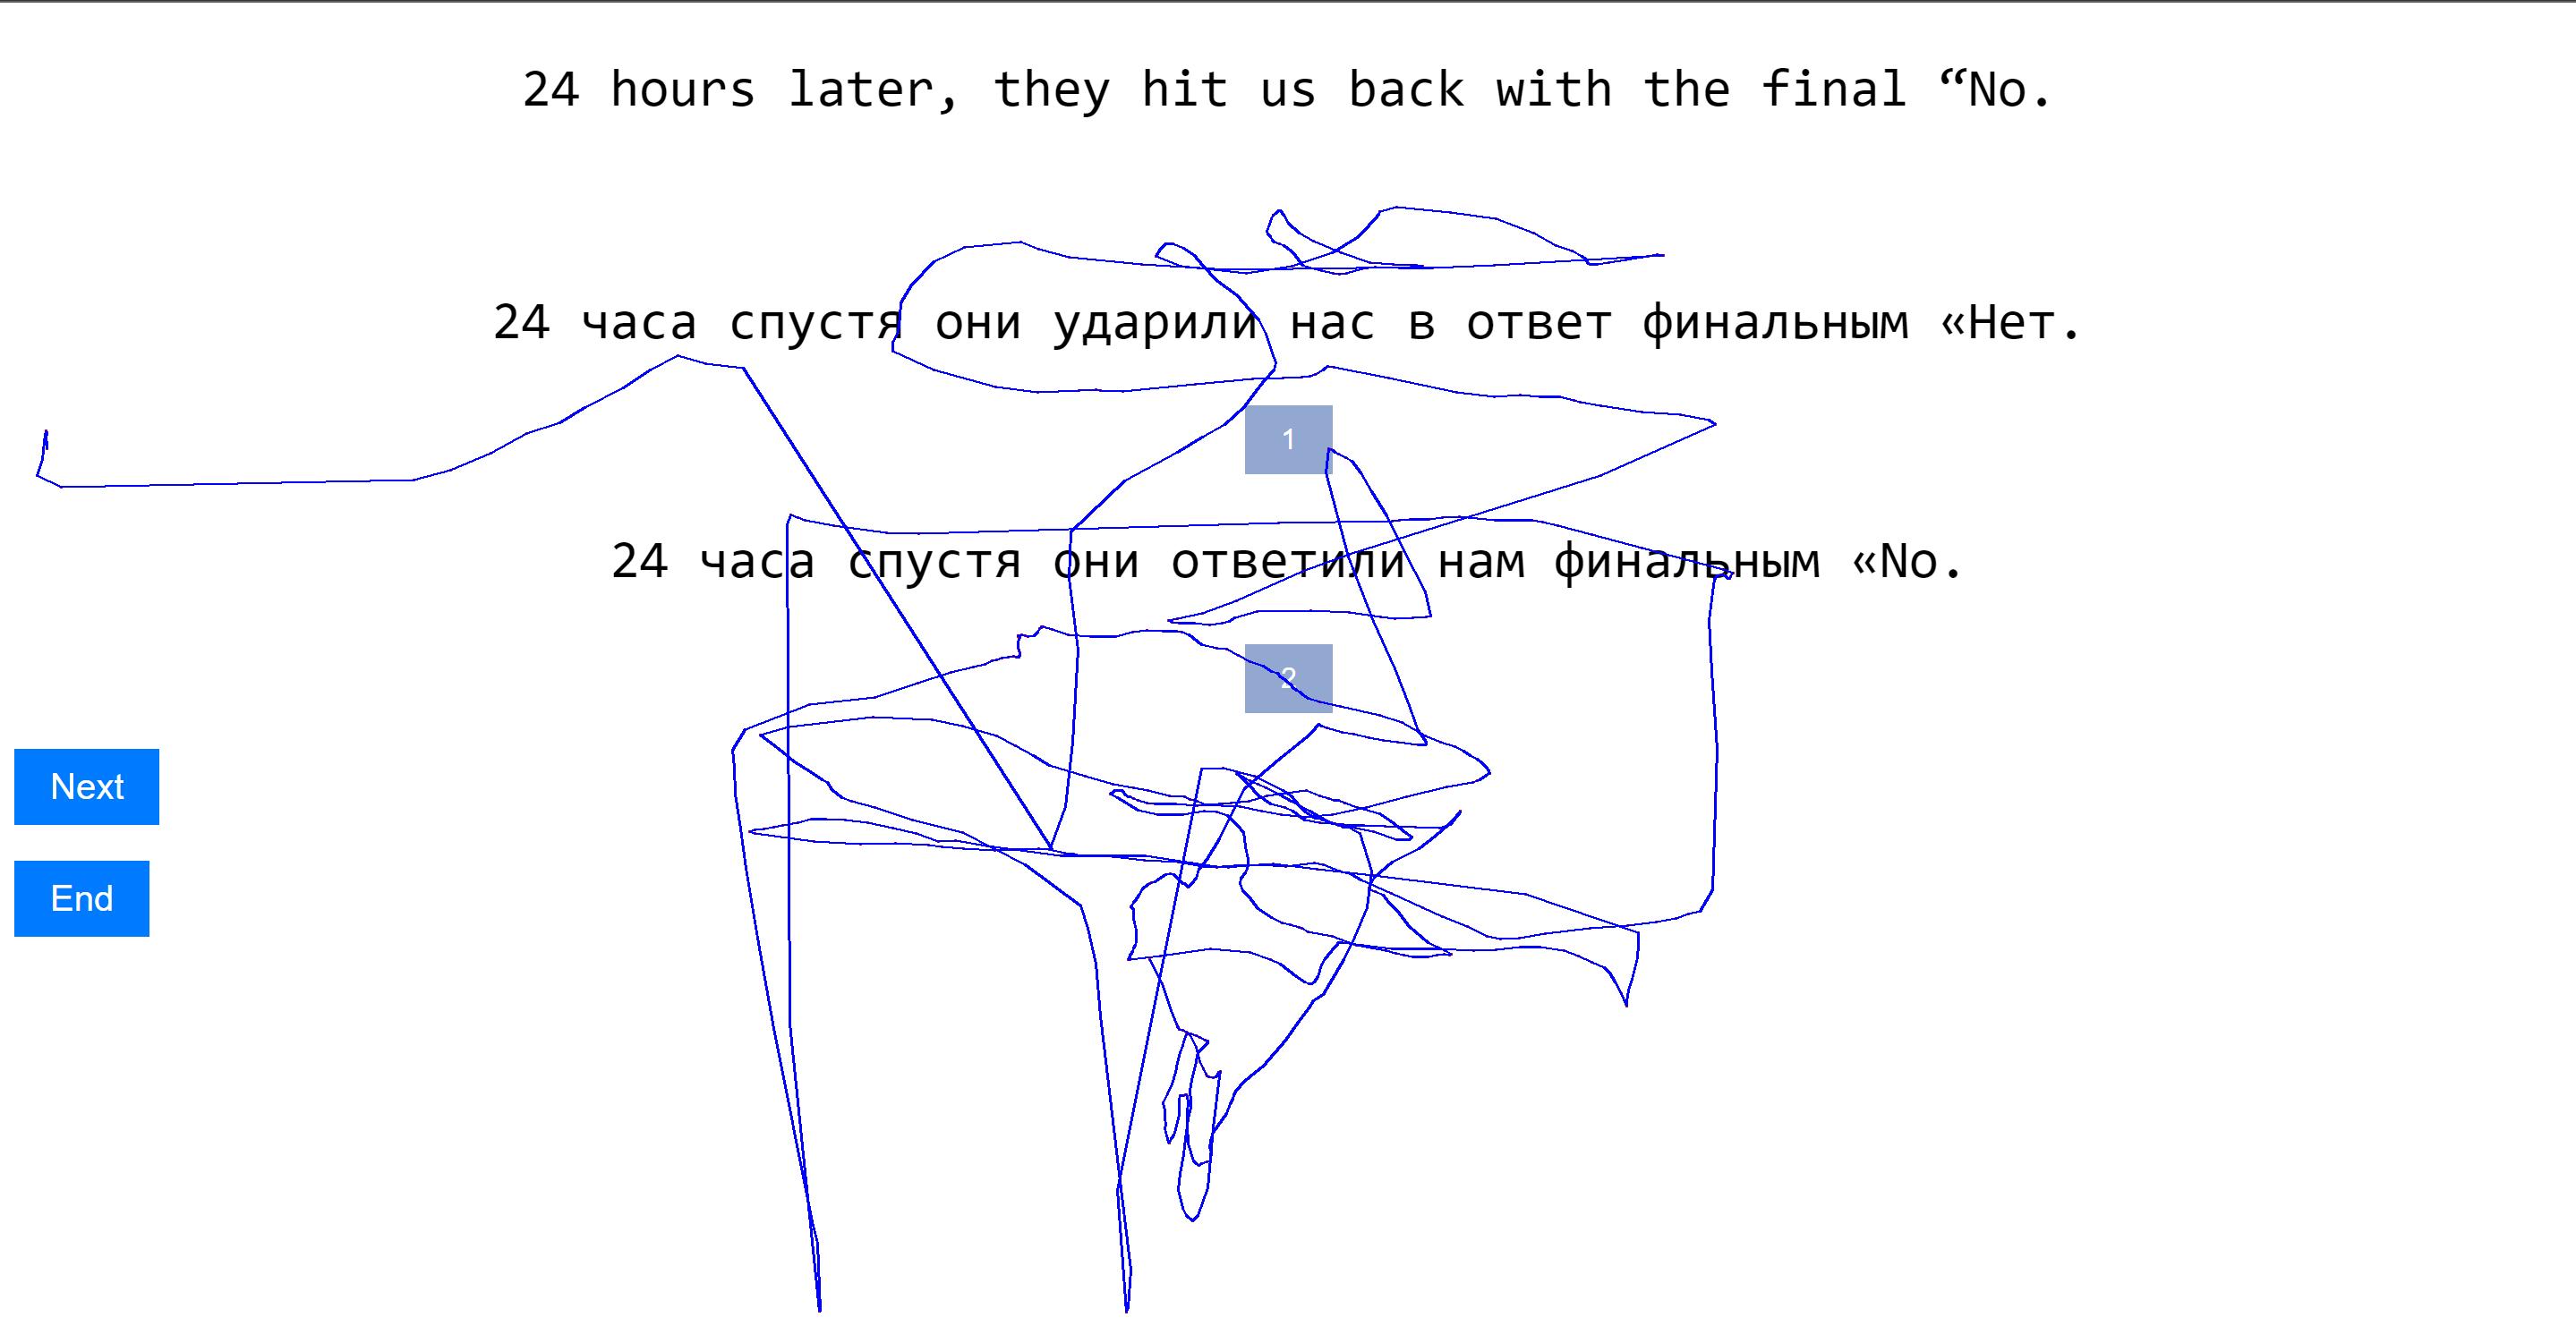 24 hours later, they hit us back with the final “No.
24 часа спустя они ударили нас в ответ финальным «Нет.
1
24 часа спустя они ответили нам финальным «No.
2
Next
End